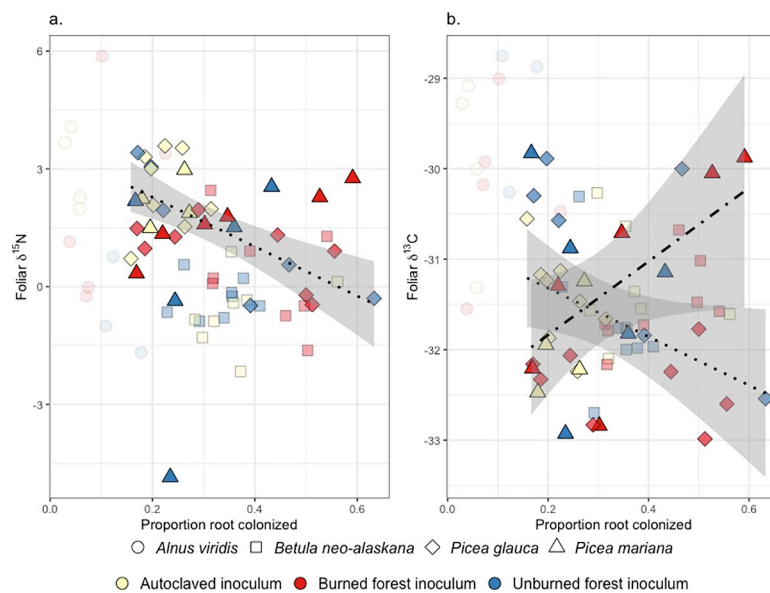 a.
b.
6
3
0
-3
Foliar δ15N
0.0
0.2
0.4
0.6
Proportion root colonized
-29
-30
-31
-32
-33
Foliar δ13C
0.0
0.2
0.4
0.6
Proportion root colonized
Alnus viridis Betula neo-alaskana Picea glauca Picea mariana
Autoclaved inoculum Burned forest inoculum Unburned forest inoculum